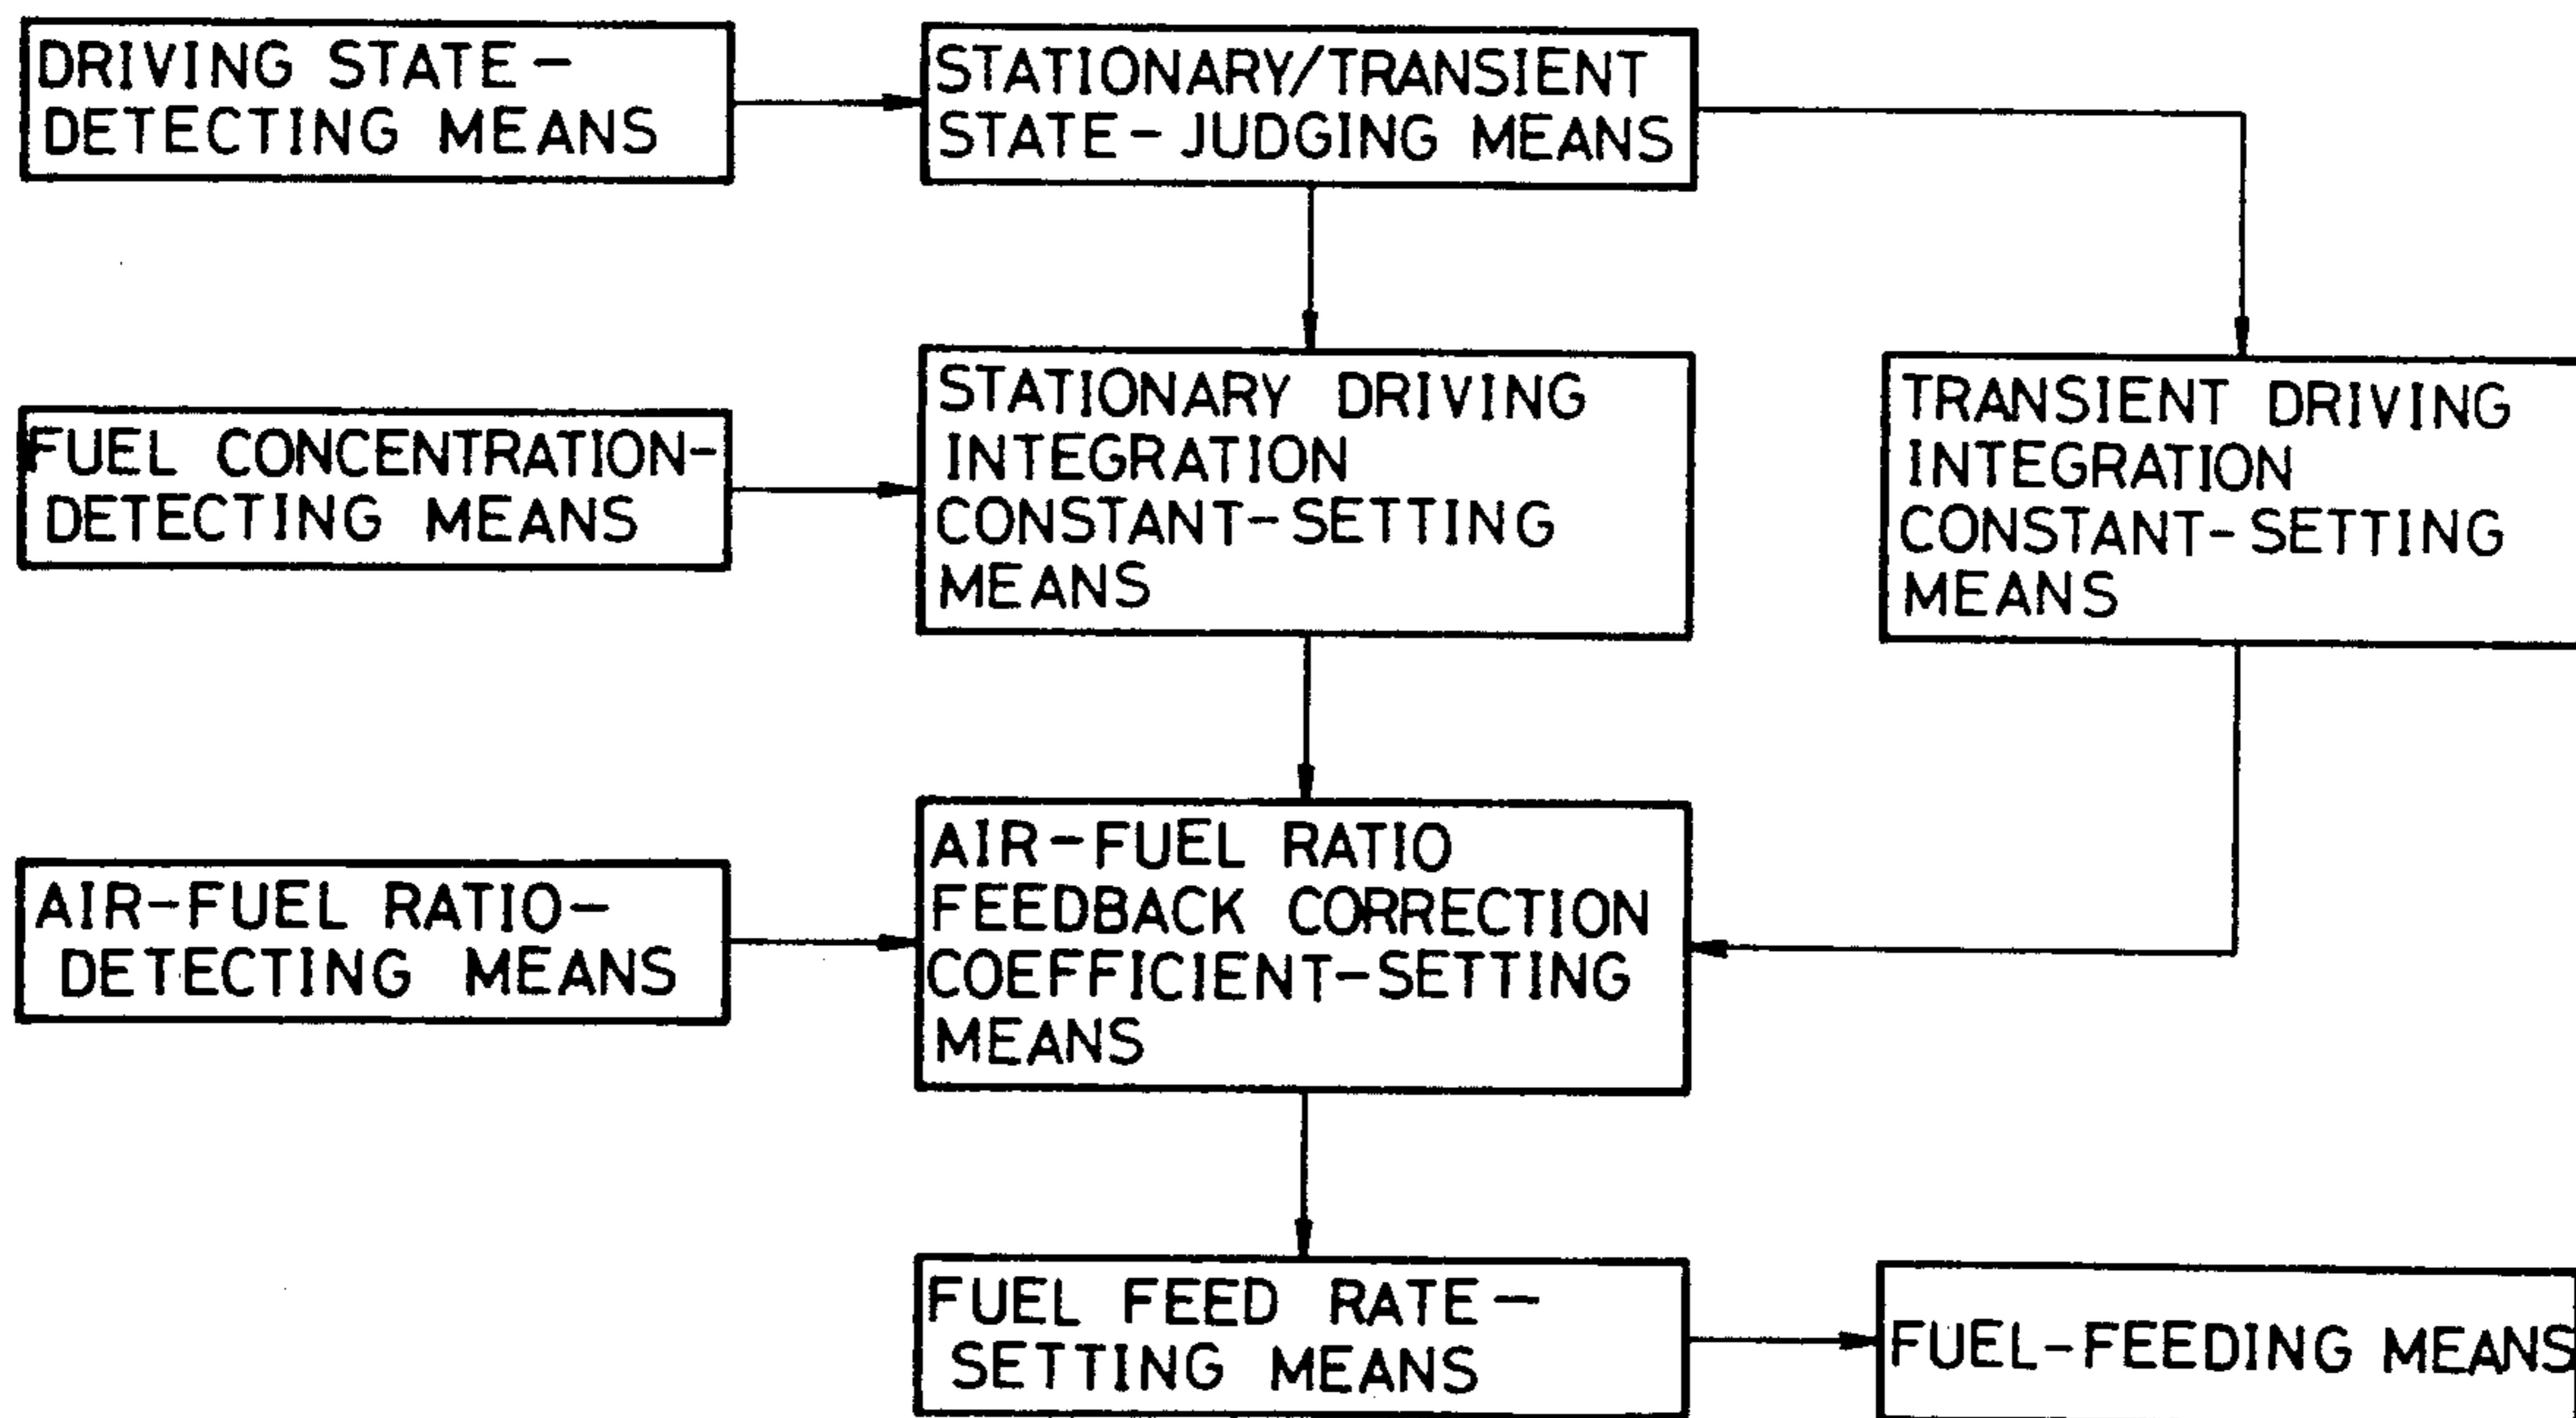 DRIVING STATE-
DETECTING MEANS
STATIONARY/TRANSIENT
STATE-JUDGING MEANS
FUEL CONCENTRATION-
DETECTING MEANS
STATIONARY DRIVING
INTEGRATION
CONSTANT-SETTING
MEANS
TRANSIENT DRIVING
INTEGRATION
CONSTANT-SETTING
MEANS
AIR-FUEL RATIO-
DETECTING MEANS
AIR-FUEL RATIO
FEEDBACK CORRECTION
COEFFICIENT-SETTING
MEANS
FUEL FEED RATE-
SETTING MEANS
FUEL-FEEDING MEANS